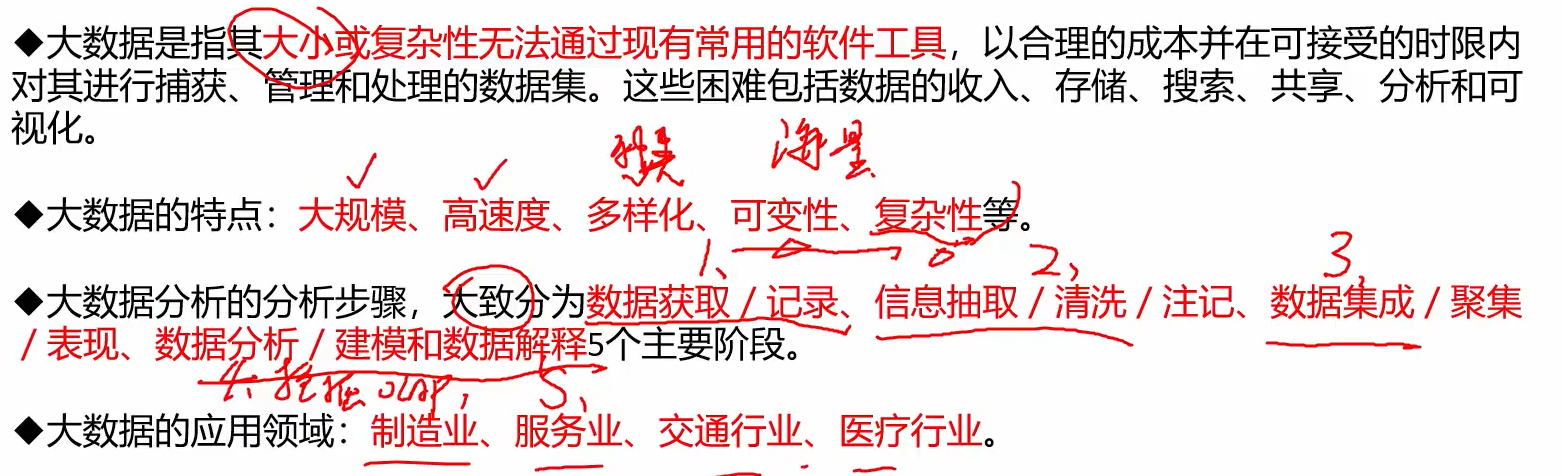 ◆大数据是指其大小或复杂性无法通过现有常用的软件工具，以合理的成本并在可接受的时限内
对其进行捕获、管理和处理的数据集。这些困难包括数据的收入、存储、搜索、共享、分析和可
视化。
海量
◆大数据的特点：大规模、高速度、多样化、可变性、复杂性等。
1、 2、 3、
◆大数据分析的分析步骤，大致分为数据获取／记录、信息抽取／清洗／注记、数据集成／聚集
／表现、数据分析／建模和数据解释5个主要阶段。
4、挖掘 5、
◆大数据的应用领域：制造业、服务业、交通行业、医疗行业。